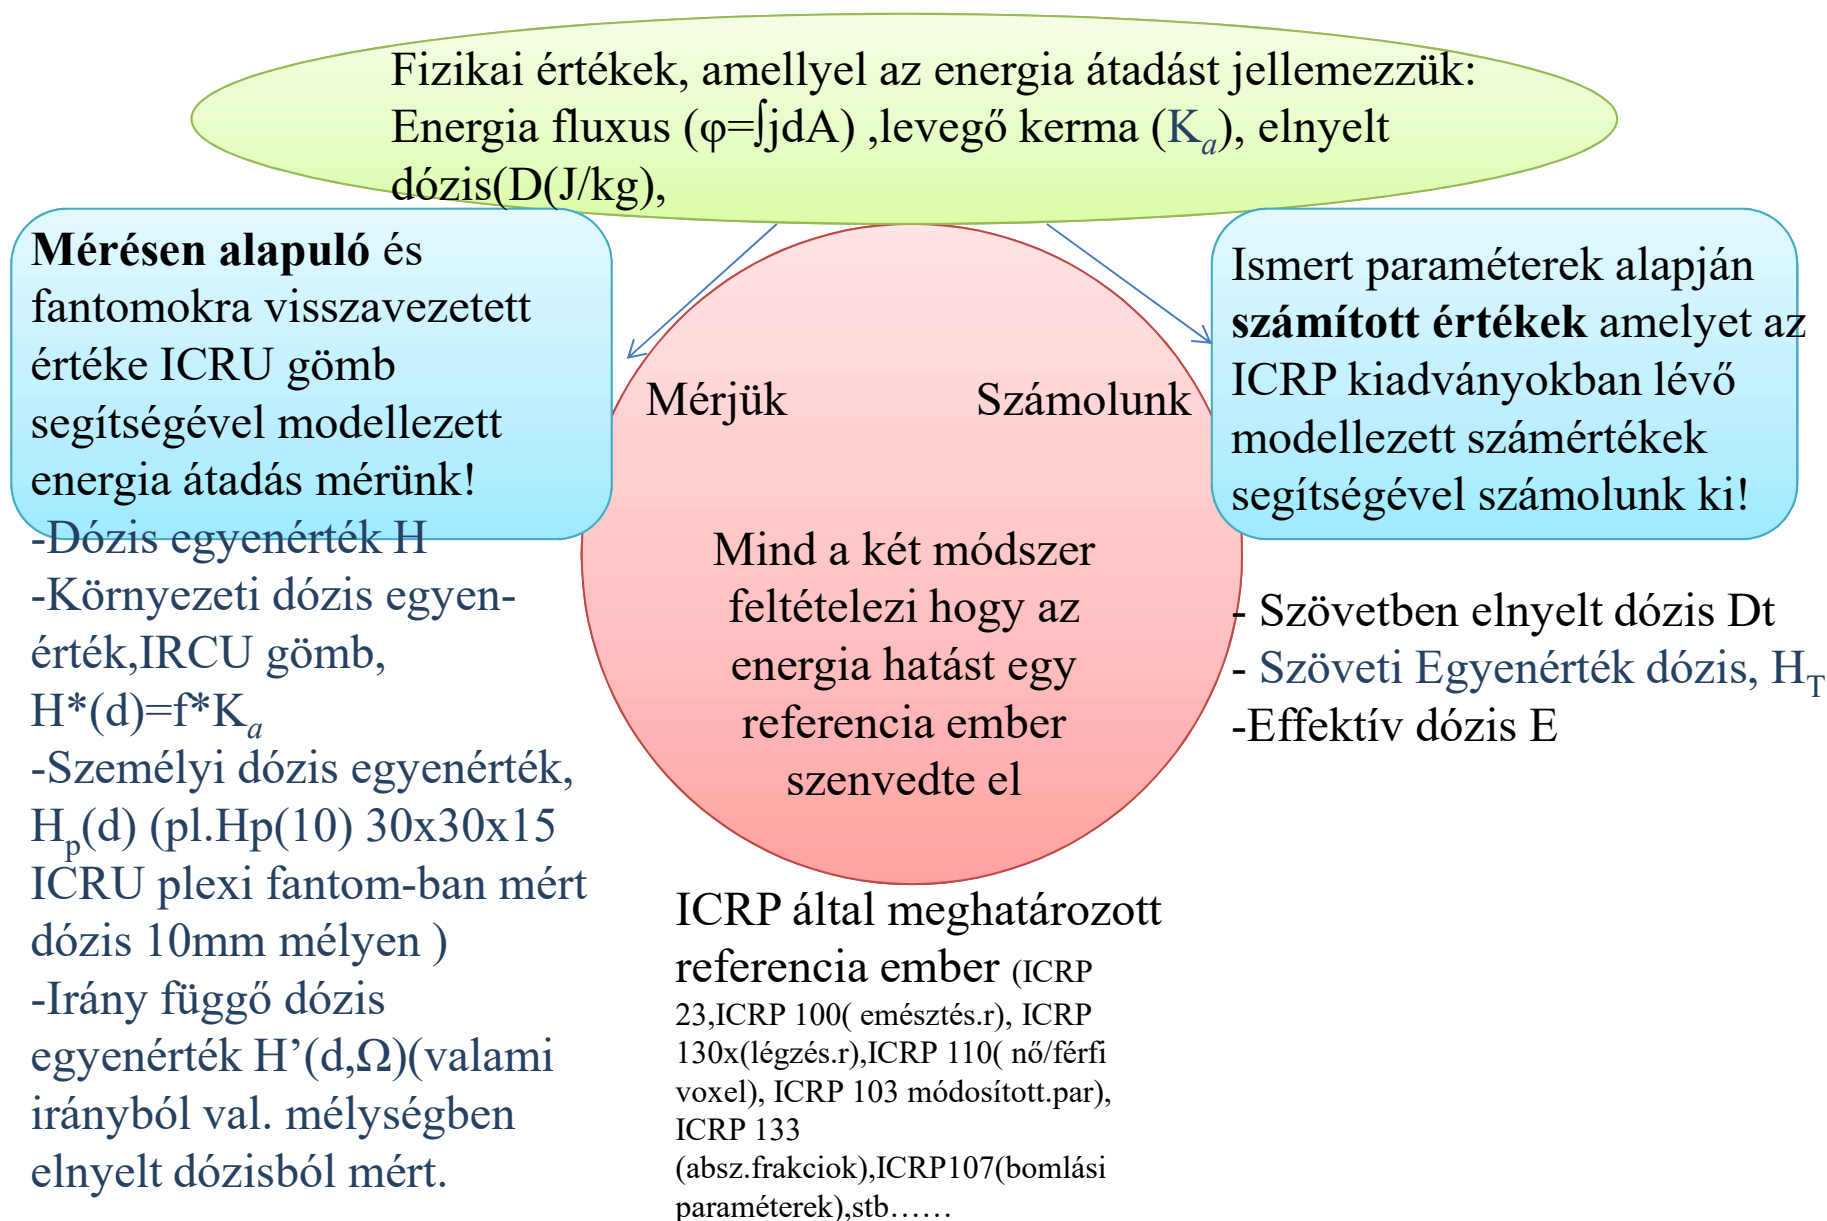 Fizikai értékek, amellyel az energia átadást jellemezzük:
Energia fluxus (φ=∫jdA) ,levegő kerma (Kₐ), elnyelt
dózis(D(J/kg),
Mérésen alapuló és
fantomokra visszavezetett
értéke ICRU gömb
segítségével modellezett
energia átadás mérünk!
-Dózis egyenérték H
-Környezeti dózis egyen-
érték,IRCU gömb,
H*(d)=f*Kₐ
-Személyi dózis egyenérték,
Hₚ(d) (pl.Hp(10) 30x30x15
ICRU plexi fantom-ban mért
dózis 10mm mélyen )
-Irány függő dózis
egyenérték H’(d,Ω)(valami
irányból val. mélységben
elnyelt dózisból mért.
Mérjük
Számolunk
Mind a két módszer
feltételezi hogy az
energia hatást egy
referencia ember
szenvedte el
ICRP által meghatározott
referencia ember (ICRP
23,ICRP 100( emésztés.r), ICRP
130x(légzés.r),ICRP 110( nő/férfi
voxel), ICRP 103 módosított.par),
ICRP 133
(absz.frakciok),ICRP107(bomlási
paraméterek),stb……
Ismert paraméterek alapján
számított értékek amelyet az
ICRP kiadványokban lévő
modellezett számértékek
segítségével számolunk ki!
- Szövetben elnyelt dózis Dt
- Szöveti Egyenérték dózis, H_T
-Effektív dózis E